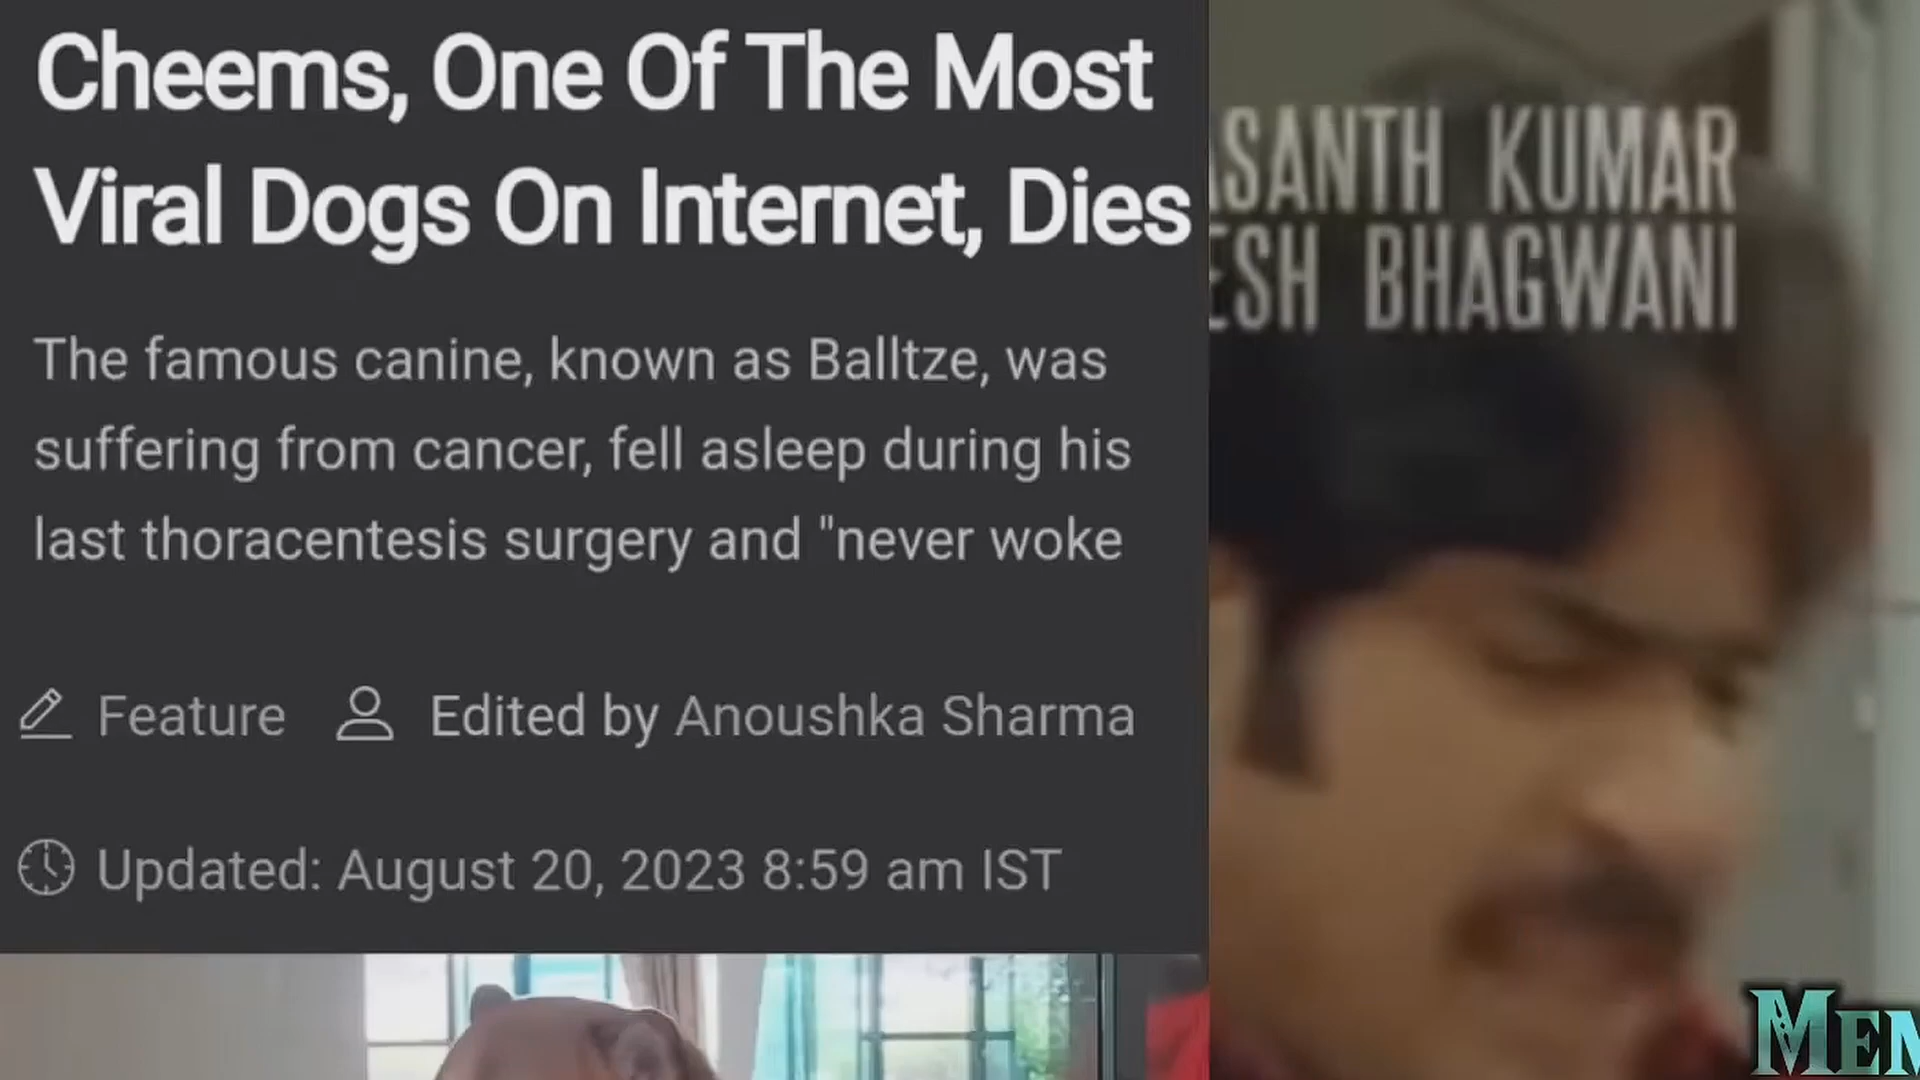 Cheems, One Of The Most
Viral Dogs On Internet, Dies
The famous canine, known as Balltze, was
suffering from cancer, fell asleep during his
last thoracentesis surgery and "never woke
Feature Edited by Anoushka Sharma
Updated: August 20, 2023 8:59 am IST
ASANTH KUMAR
ESH BHAGWANI
MEM